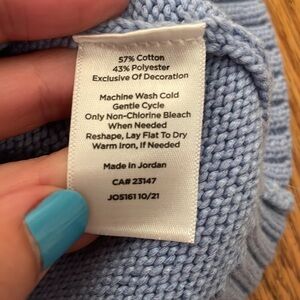 57% Cotton
43% Polyester
Exclusive Of Decoration
Machine Wash Cold
Gentle Cycle
Only Non-Chlorine Bleach
When Needed
Reshape, Lay Flat To Dry
Warm Iron, If Needed
Made in Jordan
CA# 23147
JO5161 10/21